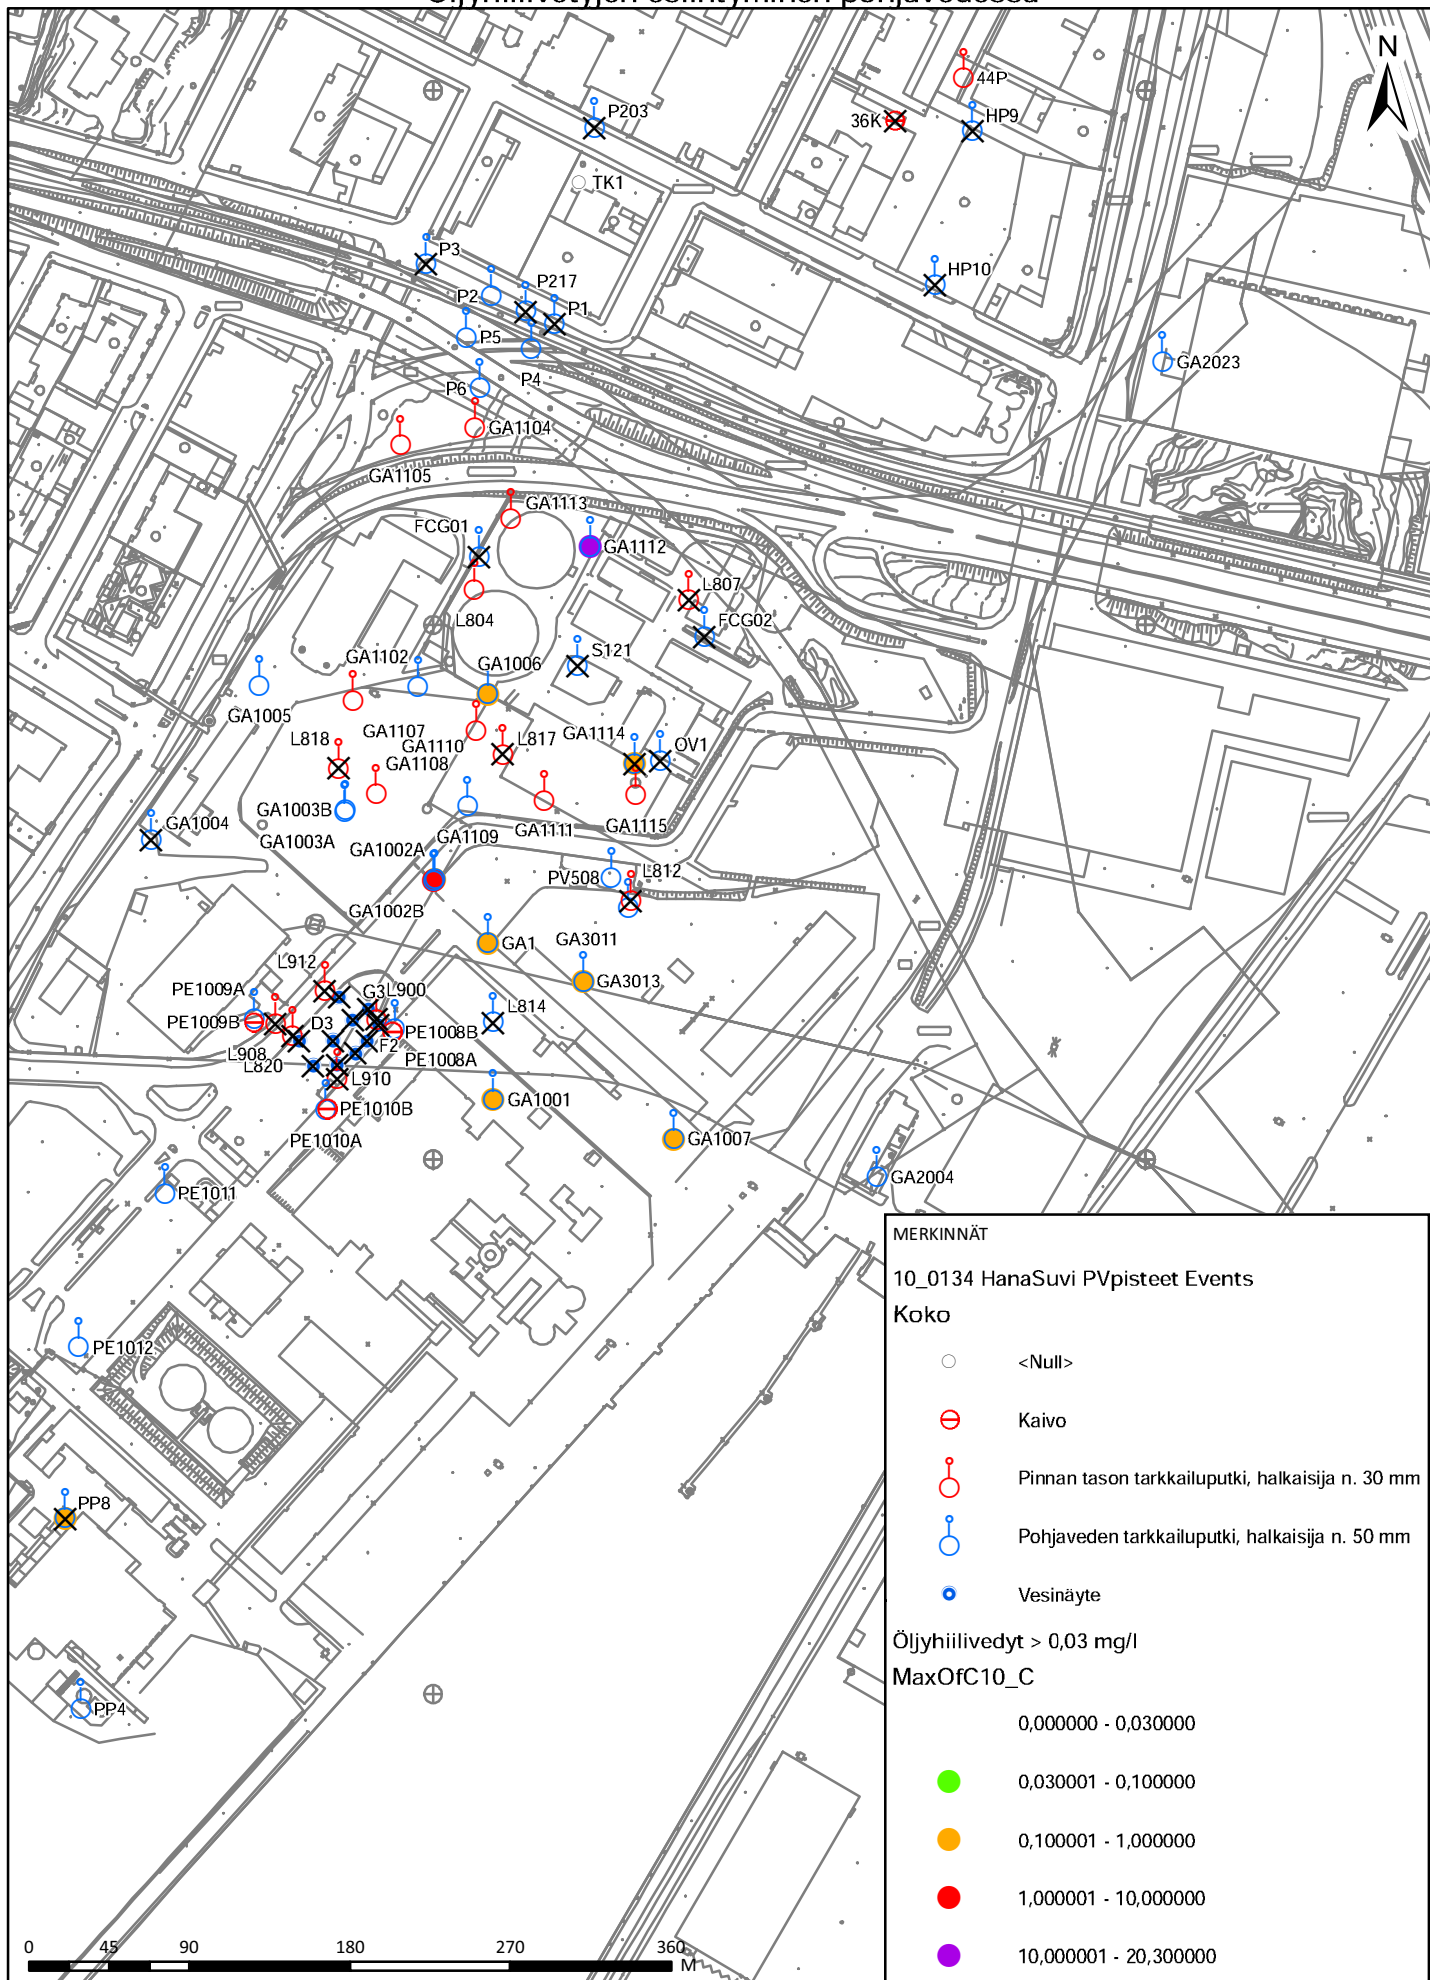 Öljyhiilivetyjen esiintyminen pohjavedessä
N
44P
P203
36K
HP9
TK1
P3
HP10
P217
P2
P1
P5
GA2023
P4
P6
GA1104
GA1105
GA1113
FCG01
GA1112
L807
L804
FCG02
GA1102
S121
GA1006
GA1005
GA1107
GA1114
OV1
L818
GA1110
L817
GA1108
GA1003B
GA1004
GA1111
GA1115
GA1109
GA1003A
GA1002A
PV508
L812
GA1002B
GA1
GA3011
L912
GA3013
PE1009A
G3
L900
L814
PE1009B
D3
PE1008B
F2
L908
PE1008A
L820
L910
GA1001
PE1010B
PE1010A
GA1007
GA2004
PE1011
PE1012
PP8
PP4
MERKINNÄT
10_0134 HanaSuvi PVpisteet Events
Koko
<Null>
Kaivo
Pinnan tason tarkkailuputki, halkaisija n. 30 mm
Pohjaveden tarkkailuputki, halkaisija n. 50 mm
Vesinäyte
Öljyhiilivedyt > 0,03 mg/l
MaxOfC10_C
0,000000 - 0,030000
0,030001 - 0,100000
0,100001 - 1,000000
1,000001 - 10,000000
10,000001 - 20,300000
0 45 90 180 270 360
M